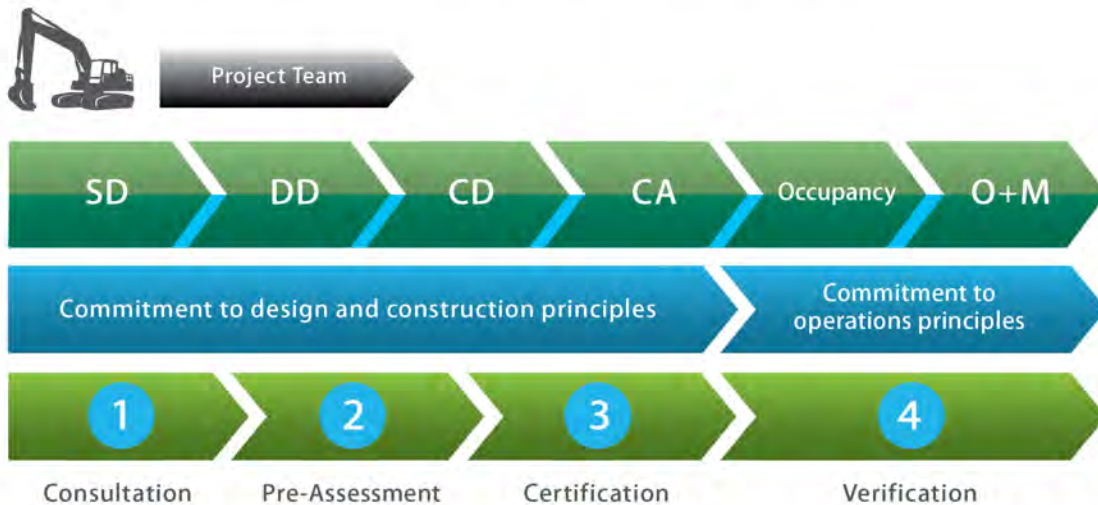 Project Team
SD
DD
CD
CA
Occupancy
O+M
Commitment to design and construction principles
Commitment to
operations principles
1
2
3
4
Consultation
Pre-Assessment
Certification
Verification